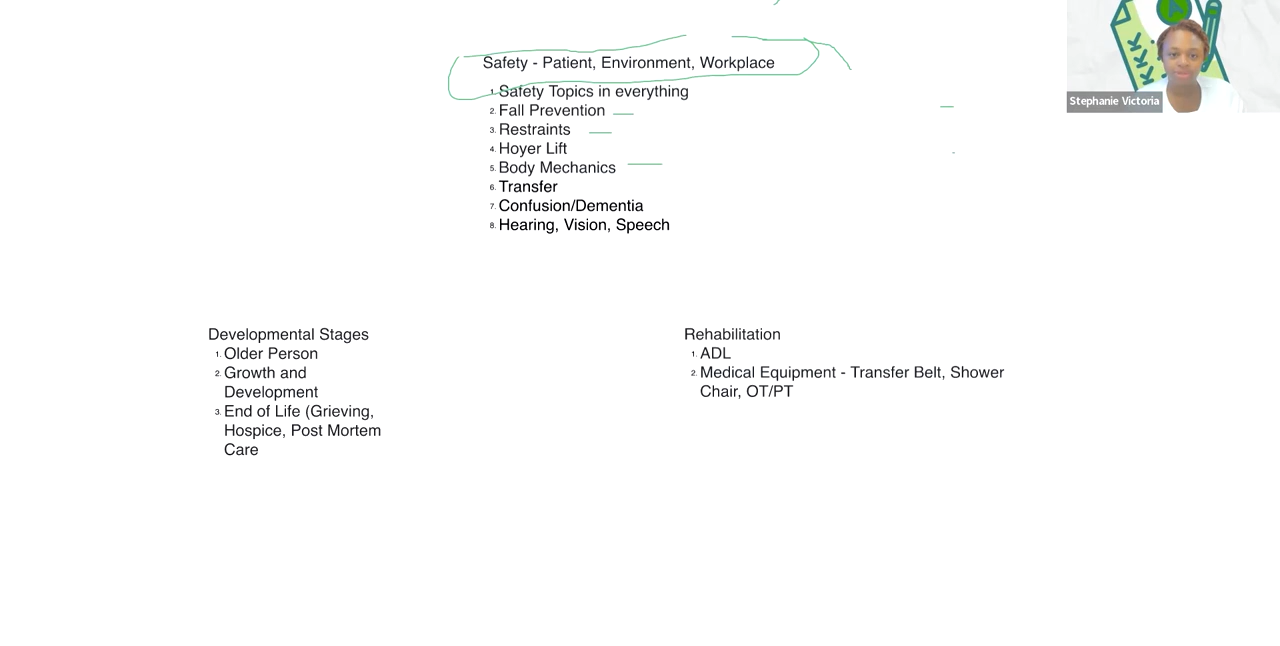 Safety - Patient, Environment, Workplace
1. Safety Topics in everything
2. Fall Prevention
3. Restraints
4. Hoyer Lift
5. Body Mechanics
6. Transfer
7. Confusion/Dementia
8. Hearing, Vision, Speech
Developmental Stages
1. Older Person
2. Growth and
Development
3. End of Life (Grieving,
Hospice, Post Mortem
Care
Rehabilitation
1. ADL
2. Medical Equipment - Transfer Belt, Shower
Chair, OT/PT
Stephanie Victoria